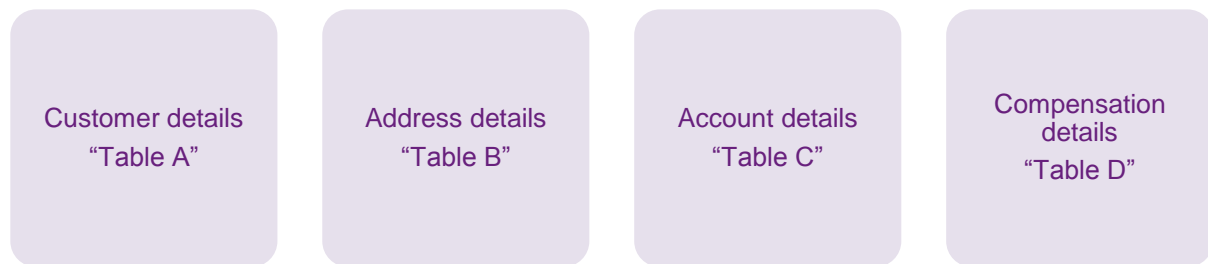 Customer details
“Table A”
Address details
“Table B”
Account details
“Table C”
Compensation
details
“Table D”